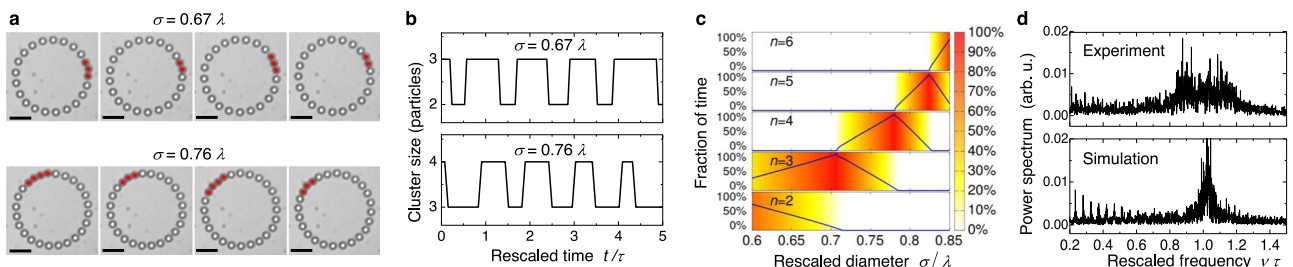 a
σ = 0.67 λ
σ = 0.76 λ
b
Cluster size (particles)
σ = 0.67 λ
3
2
σ = 0.76 λ
4
3
0 1 2 3 4 5
Rescaled time t/τ
c
Fraction of time
100%
50%
0%
n=6
100%
50%
0%
n=5
100%
50%
0%
n=4
100%
50%
0%
n=3
100%
50%
0%
n=2
0.6 0.65 0.7 0.75 0.8 0.85
Rescaled diameter σ/λ
100%
90%
80%
70%
60%
50%
40%
30%
20%
10%
0%
d
Power spectrum (arb. u.)
0.02
0.01
0.00
Experiment
0.02
0.01
0.00
Simulation
0.2 0.4 0.6 0.8 1.0 1.2 1.4
Rescaled frequency ν τ